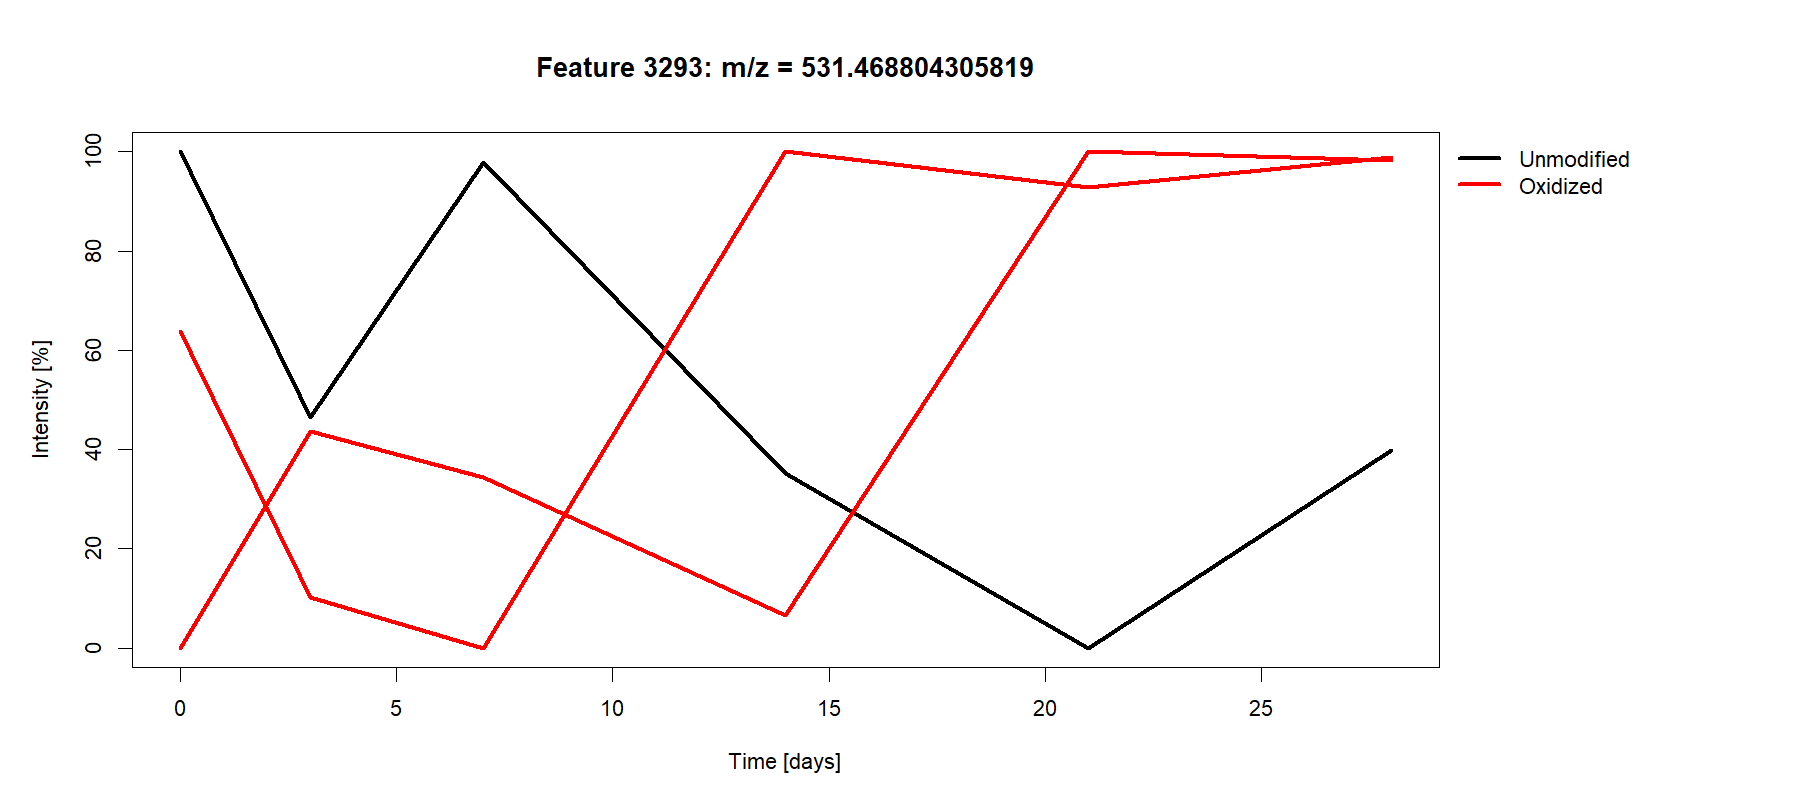 Feature 3293: m/z = 531.468804305819
Unmodified
Oxidized
Intensity [%]
100
80
60
40
20
0
0 5 10 15 20 25
Time [days]